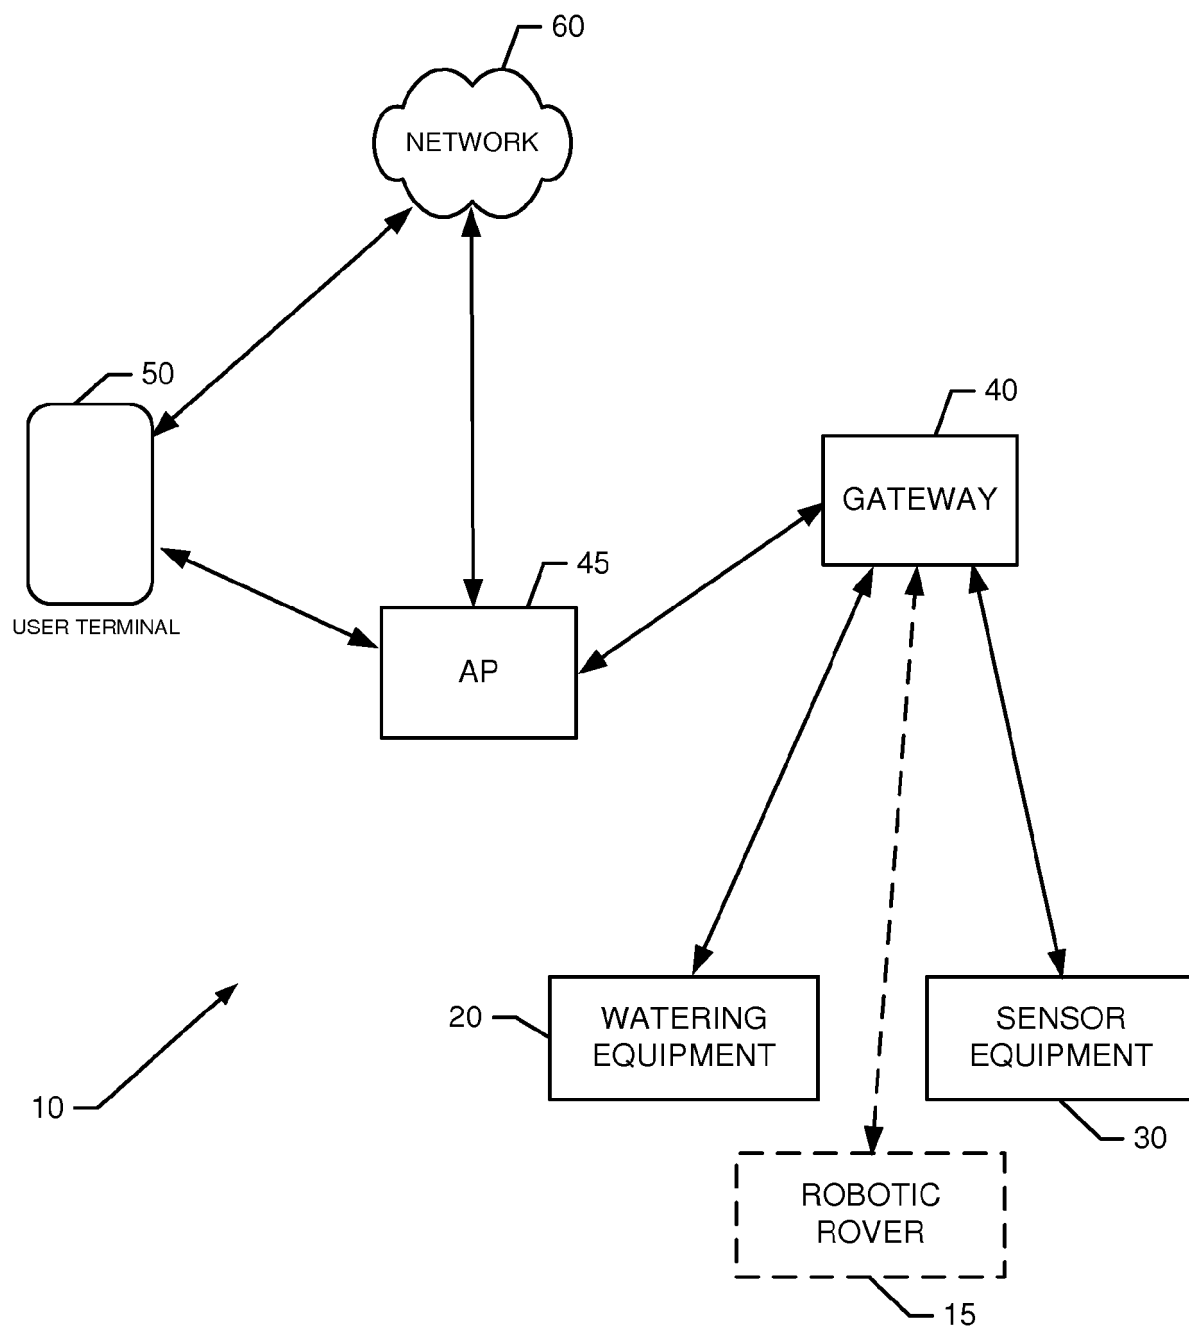 60
NETWORK
50
40
GATEWAY
45
USER TERMINAL
AP
20
WATERING
EQUIPMENT
SENSOR
EQUIPMENT
10
30
ROBOTIC
ROVER
15